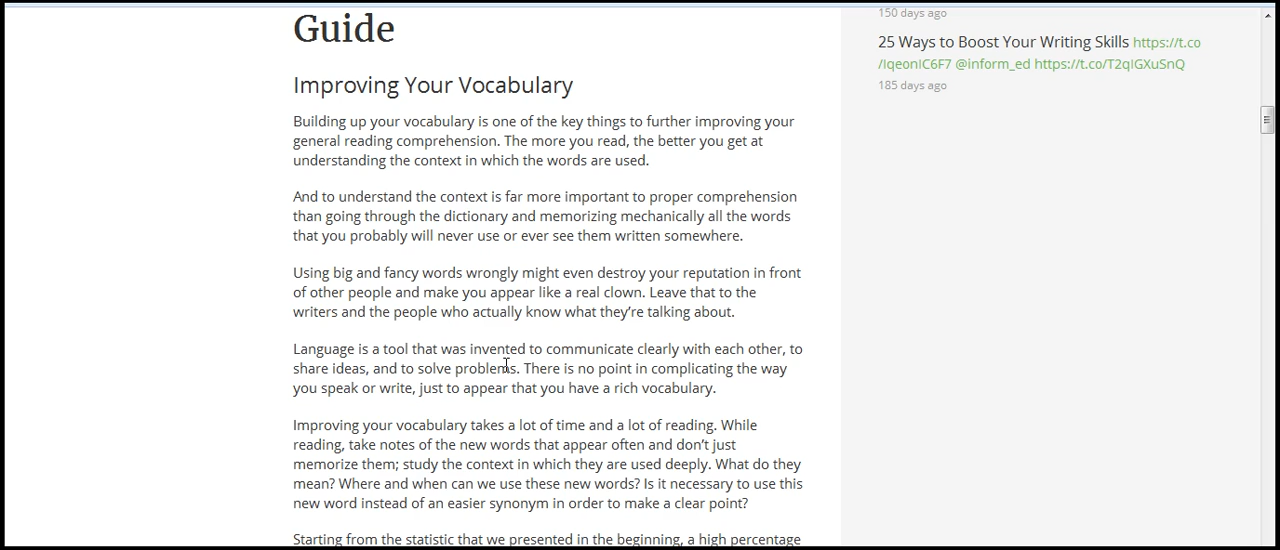 Guide
Improving Your Vocabulary
Building up your vocabulary is one of the key things to further improving your
general reading comprehension. The more you read, the better you get at
understanding the context in which the words are used.
And to understand the context is far more important to proper comprehension
than going through the dictionary and memorizing mechanically all the words
that you probably will never use or ever see them written somewhere.
Using big and fancy words wrongly might even destroy your reputation in front
of other people and make you appear like a real clown. Leave that to the
writers and the people who actually know what they’re talking about.
Language is a tool that was invented to communicate clearly with each other, to
share ideas, and to solve problems. There is no point in complicating the way
you speak or write, just to appear that you have a rich vocabulary.
Improving your vocabulary takes a lot of time and a lot of reading. While
reading, take notes of the new words that appear often and don’t just
memorize them; study the context in which they are used deeply. What do they
mean? Where and when can we use these new words? Is it necessary to use this
new word instead of an easier synonym in order to make a clear point?
Starting from the statistic that we presented in the beginning, a high percentage
150 days ago
25 Ways to Boost Your Writing Skills https://t.co
/IqeonIC6F7 @inform_ed https://t.co/T2qIGXuSnQ
185 days ago